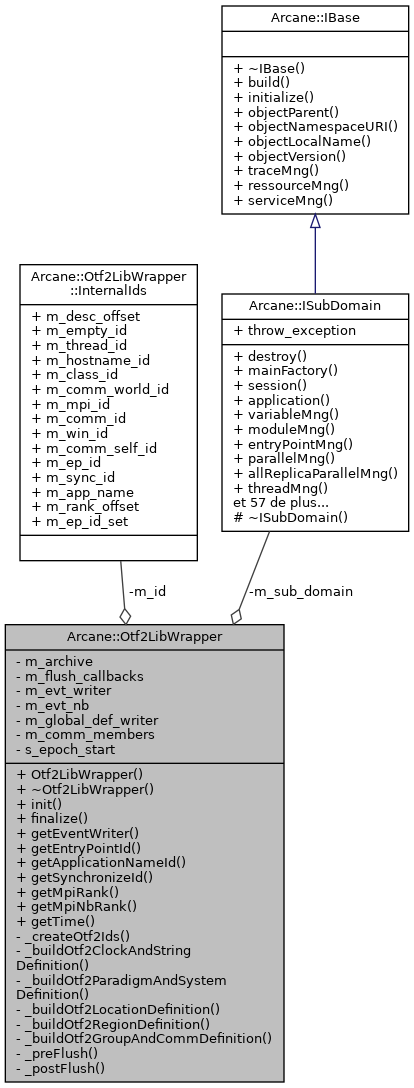 Arcane::IBase
+ ~IBase()
+ build()
+ initialize()
+ objectParent()
+ objectNamespaceURI()
+ objectLocalName()
+ objectVersion()
+ traceMng()
+ ressourceMng()
+ serviceMng()
Arcane::Otf2LibWrapper
::InternalIds
+ m_desc_offset
+ m_empty_id
+ m_thread_id
+ m_hostname_id
+ m_class_id
+ m_comm_world_id
+ m_mpi_id
+ m_comm_id
+ m_win_id
+ m_comm_self_id
+ m_ep_id
+ m_sync_id
+ m_app_name
+ m_rank_offset
+ m_ep_id_set
Arcane::ISubDomain
+ throw_exception
+ destroy()
+ mainFactory()
+ session()
+ application()
+ variableMng()
+ moduleMng()
+ entryPointMng()
+ parallelMng()
+ allReplicaParallelMng()
+ threadMng()
et 57 de plus...
# ~ISubDomain()
-m_id
-m_sub_domain
Arcane::Otf2LibWrapper
- m_archive
- m_flush_callbacks
- m_evt_writer
- m_evt_nb
- m_global_def_writer
- m_comm_members
- s_epoch_start
+ Otf2LibWrapper()
+ ~Otf2LibWrapper()
+ init()
+ finalize()
+ getEventWriter()
+ getEntryPointId()
+ getApplicationNameId()
+ getSynchronizeId()
+ getMpiRank()
+ getMpiNbRank()
+ getTime()
- _createOtf2Ids()
- _buildOtf2ClockAndString
Definition()
- _buildOtf2ParadigmAndSystem
Definition()
- _buildOtf2LocationDefinition()
- _buildOtf2RegionDefinition()
- _buildOtf2GroupAndCommDefinition()
- _preFlush()
- _postFlush()